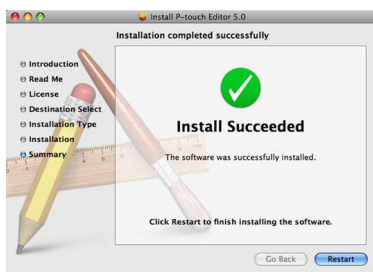 Install P-touch Editor 5.0
Installation completed successfully
Introduction
Read Me
License
Destination Select
Installation Type
Installation
Summary
Install Succeeded
The software was successfully installed.
Click Restart to finish installing the software.
Go Back
Restart